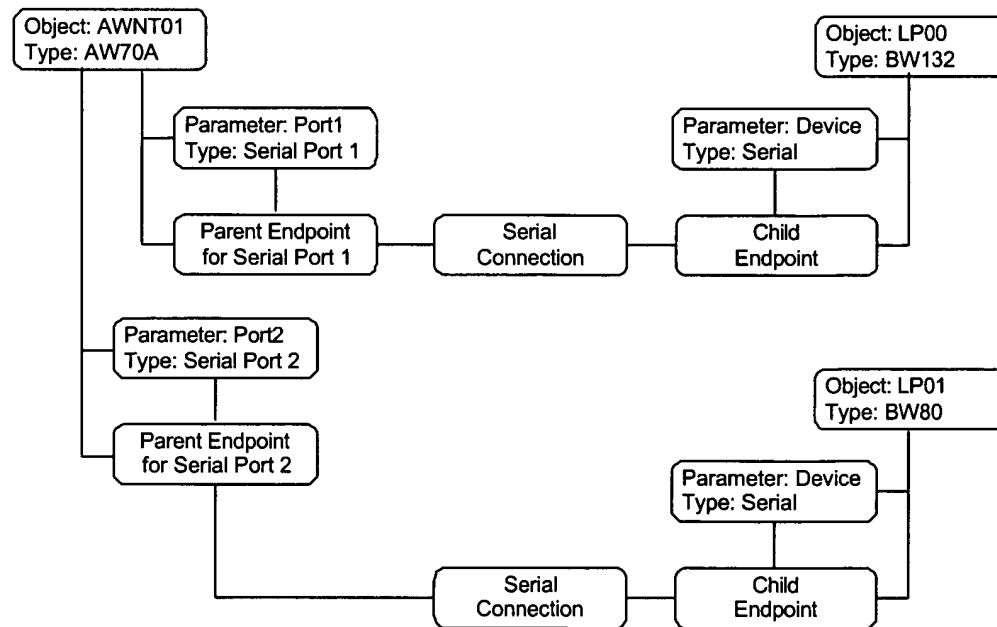 Object: AWNT01
Type: AW70A
Object: LP00
Type: BW132
Parameter: Port1
Type: Serial Port 1
Parameter: Device
Type: Serial
Parent Endpoint
for Serial Port 1
Serial
Connection
Child
Endpoint
Parameter: Port2
Type: Serial Port 2
Object: LP01
Type: BW80
Parent Endpoint
for Serial Port 2
Parameter: Device
Type: Serial
Serial
Connection
Child
Endpoint